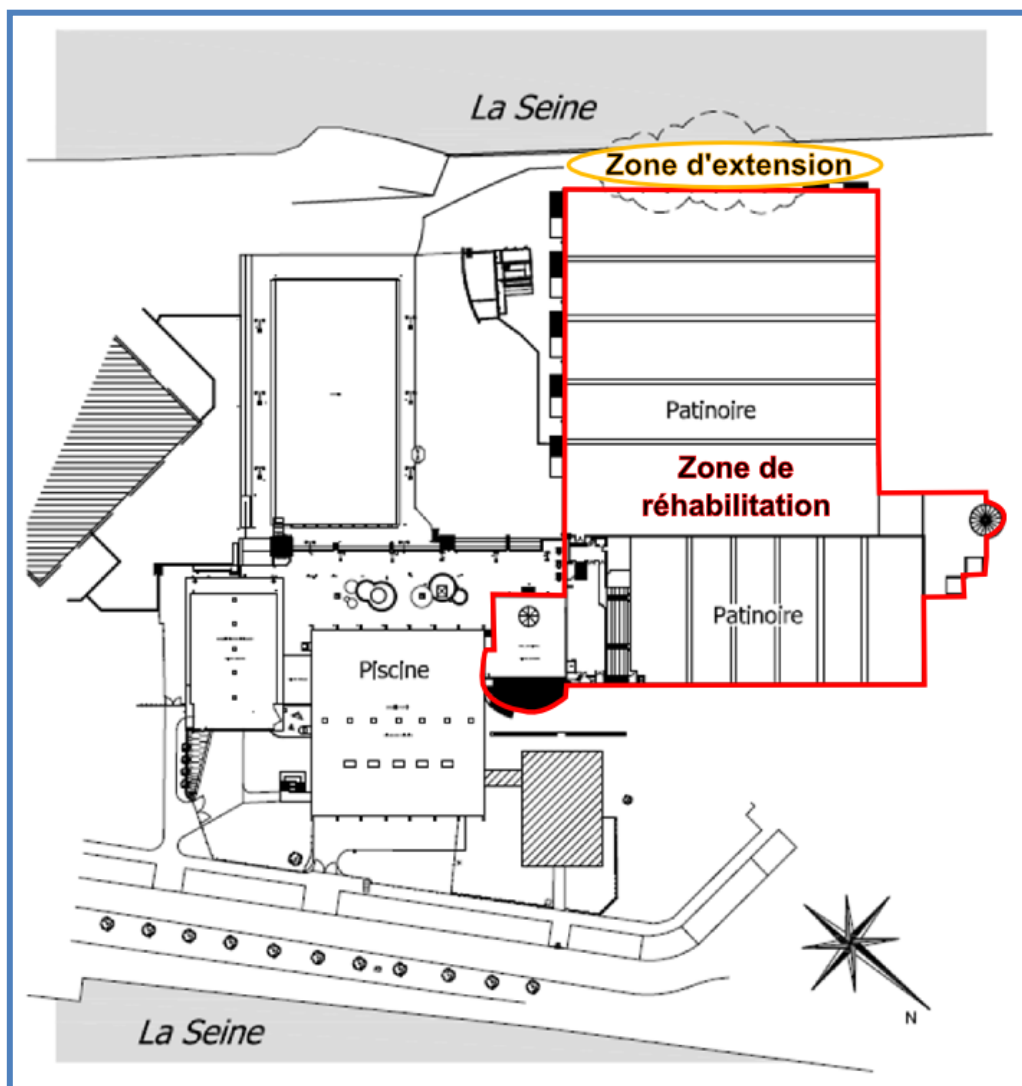 La Seine
Zone d'extension
Patinoire
Zone de
réhabilitation
Patinoire
Piscine
N
La Seine